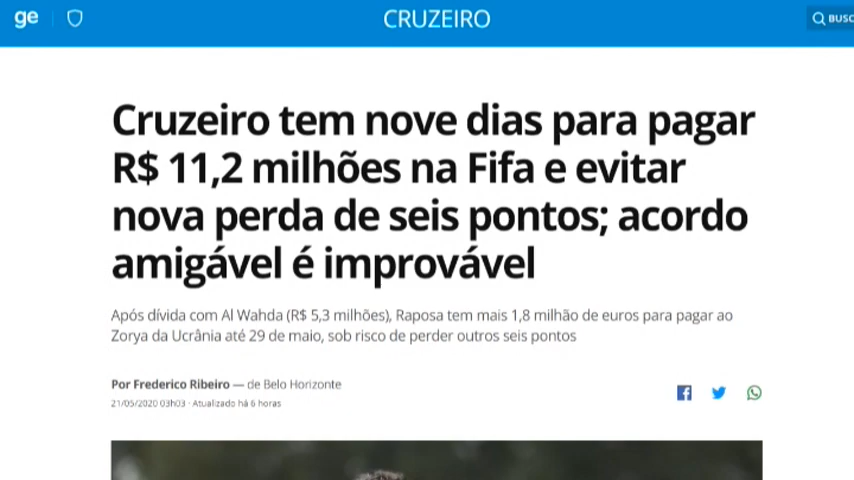 ge
CRUZEIRO
BUSC
Cruzeiro tem nove dias para pagar
R$ 11,2 milhões na Fifa e evitar
nova perda de seis pontos; acordo
amigável é improvável
Após dívida com Al Wahda (R$ 5,3 milhões), Raposa tem mais 1,8 milhão de euros para pagar ao
Zorya da Ucrânia até 29 de maio, sob risco de perder outros seis pontos
Por Frederico Ribeiro — de Belo Horizonte
21/05/2020 03h03 · Atualizado há 6 horas